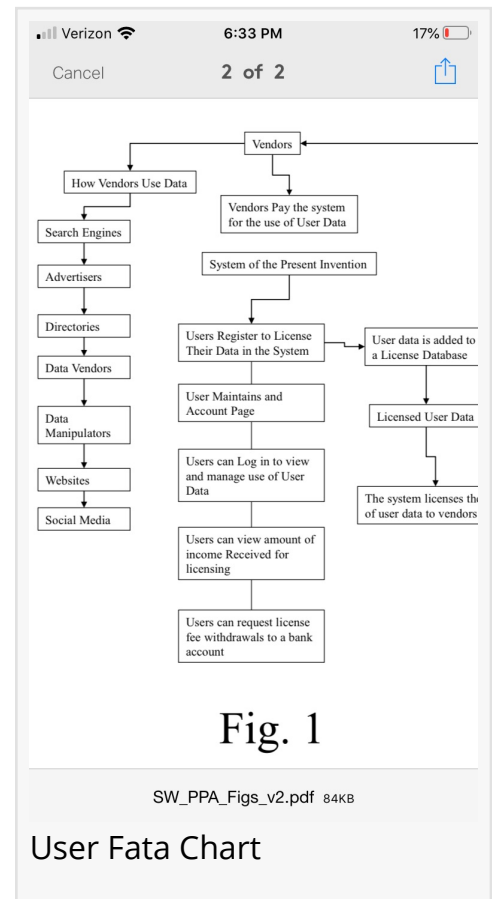 Verizon
6:33 PM
17%
Cancel
2 of 2
Vendors
How Vendors Use Data
Vendors Pay the system
for the use of User Data
Search Engines
System of the Present Invention
Advertisers
Directories
Users Register to License
Their Data in the System
User data is added to
a License Database
Data Vendors
User Maintains and
Account Page
Licensed User Data
Data
Manipulators
Users can Log in to view
and manage use of User
Data
Websites
The system licenses the
of user data to vendors
Social Media
Users can view amount of
income Received for
licensing
Users can request license
fee withdrawals to a bank
account
Fig. 1
SW_PPA_Figs_v2.pdf 84KB
User Fata Chart